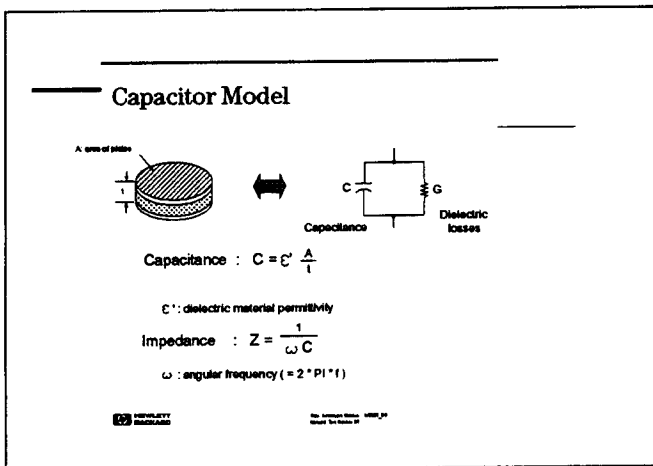 Capacitor Model
A: area of plates
t
C
G
Capacitance
Dielectric
losses
Capacitance : C = ε' A/t
ε' : dielectric material permittivity
Impedance : Z = 1/ω C
ω : angular frequency ( = 2 * PI * f )
hp HEWLETT
PACKARD